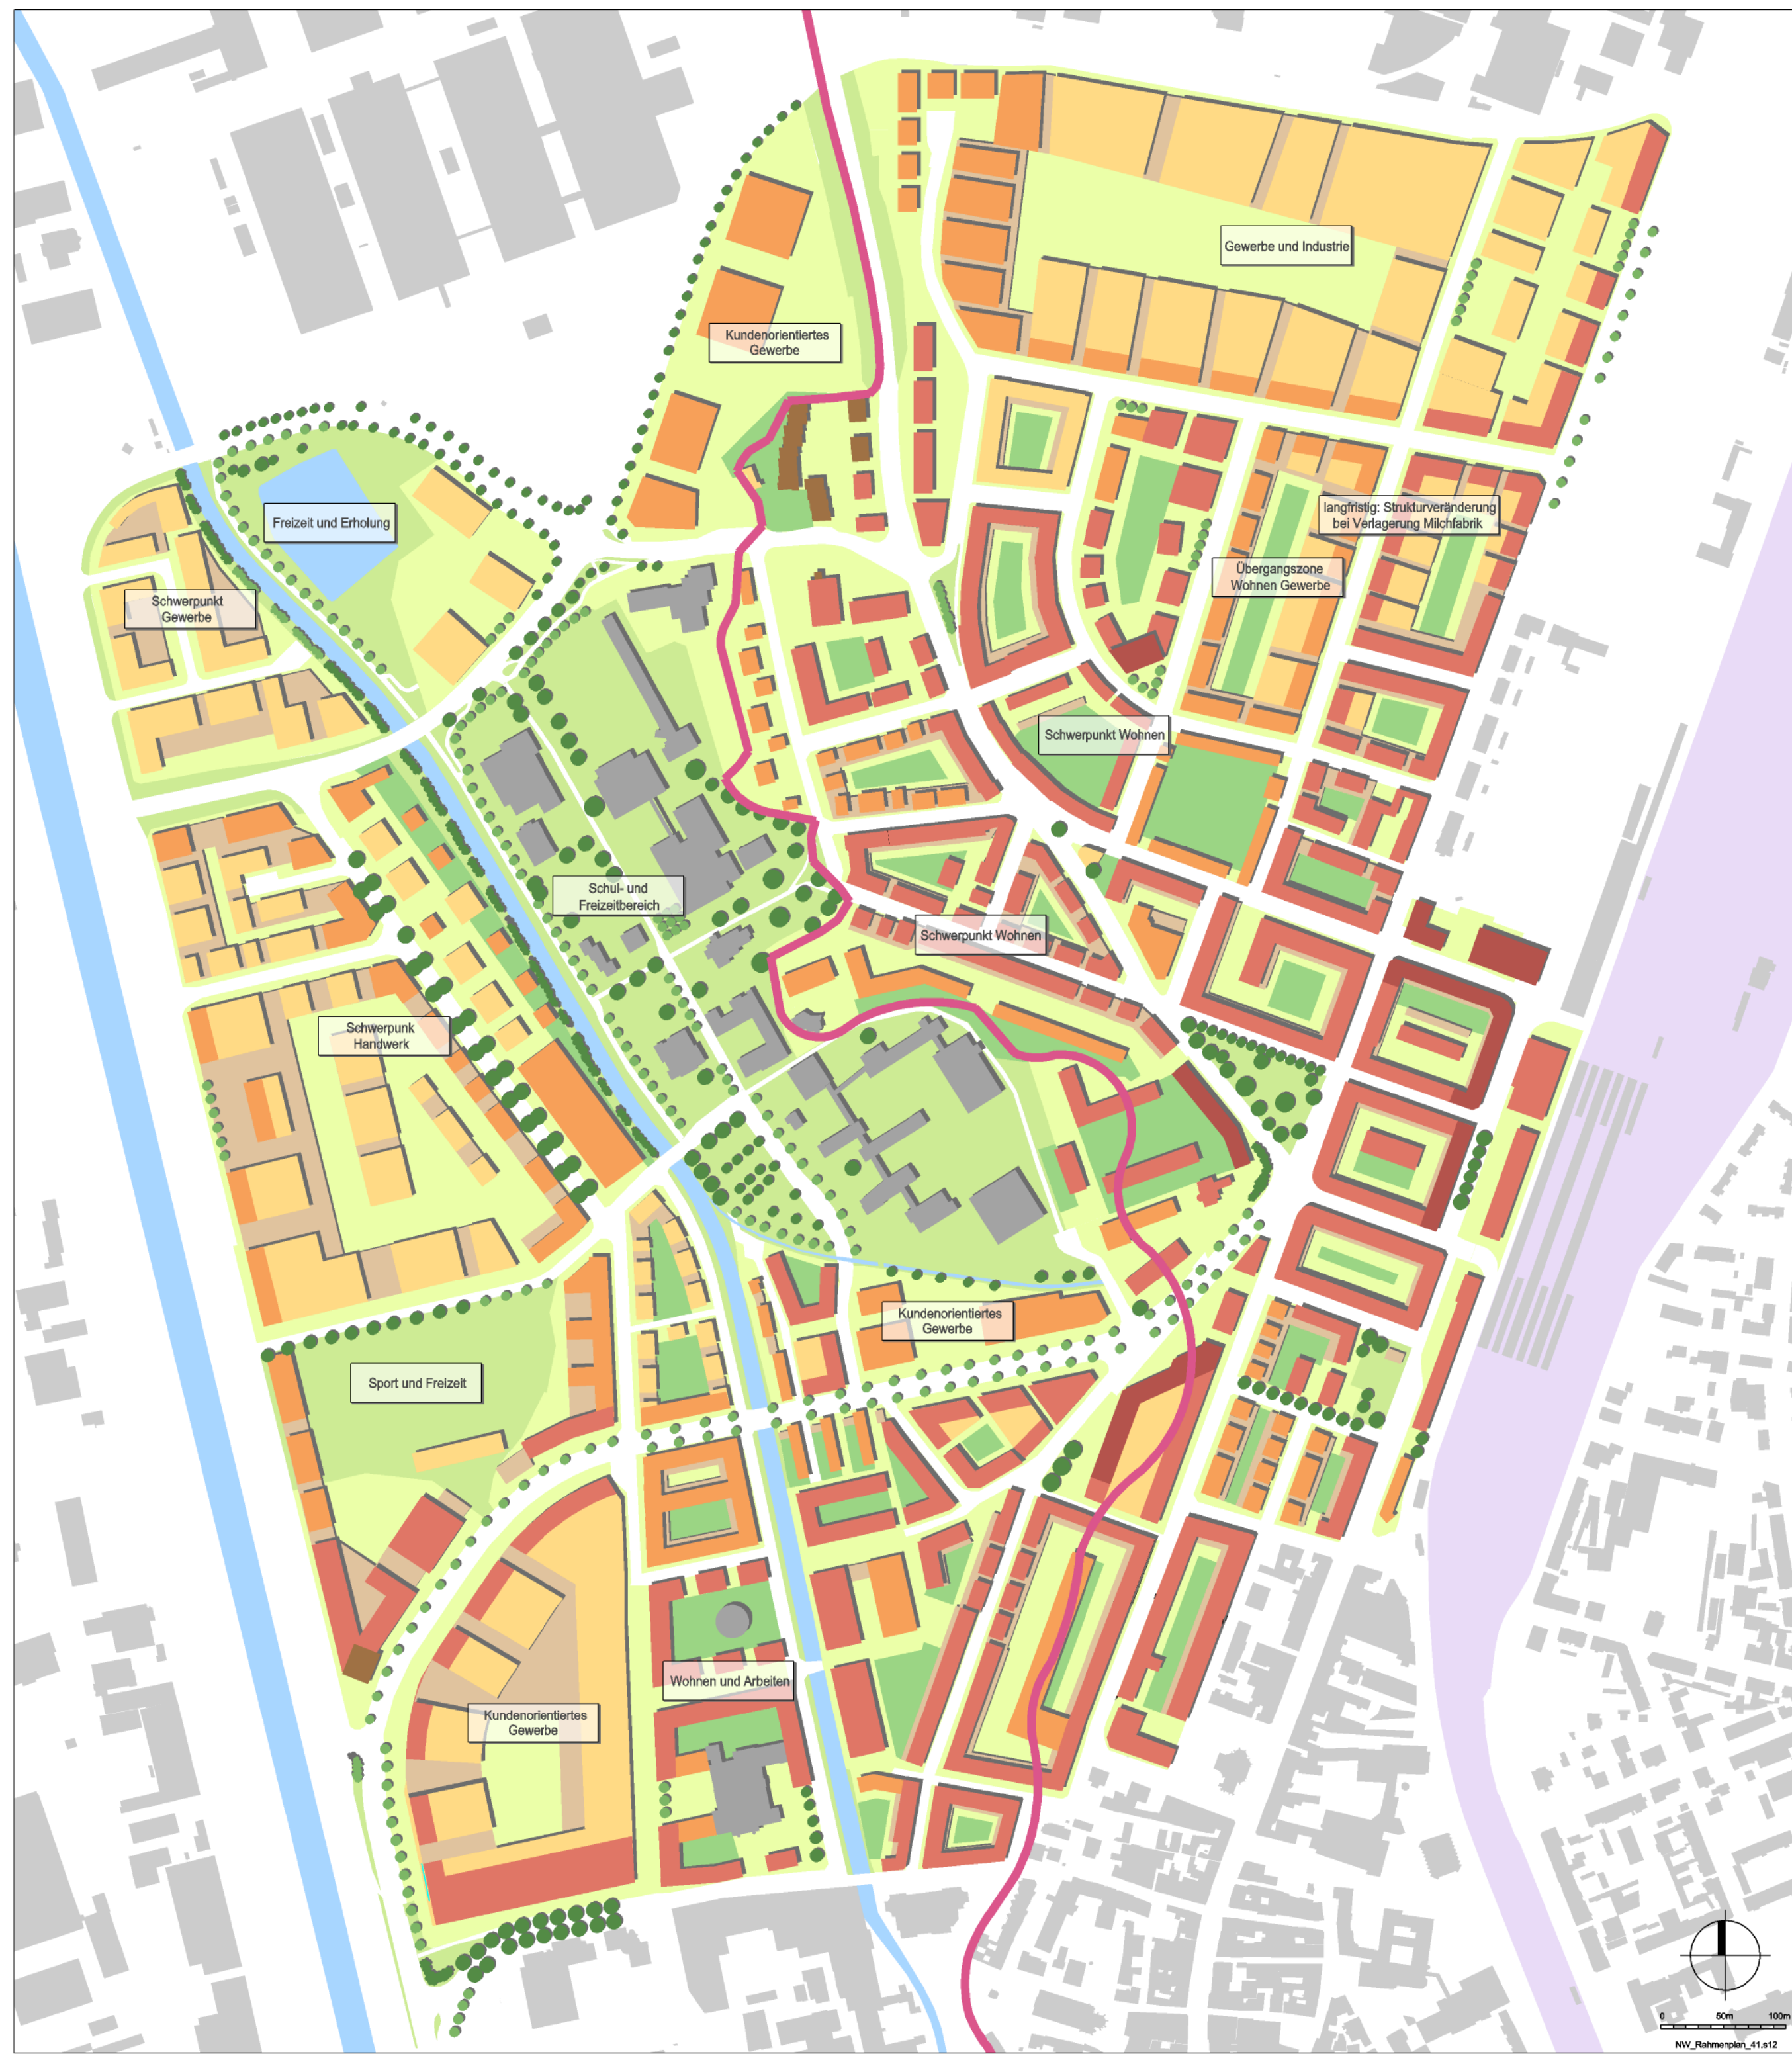 Gewerbe und Industrie
Kundenorientiertes
Gewerbe
Freizeit und Erholung
langfristig: Strukturveränderung
bei Verlagerung Milchfabrik
Übergangszone
Wohnen Gewerbe
Schwerpunkt
Gewerbe
Schwerpunkt Wohnen
Schul- und
Freizeitbereich
Schwerpunkt Wohnen
Schwerpunk
Handwerk
Kundenorientiertes
Gewerbe
Sport und Freizeit
Wohnen und Arbeiten
Kundenorientiertes
Gewerbe
0 50m 100m
NW_Rahmenplan_41.s12